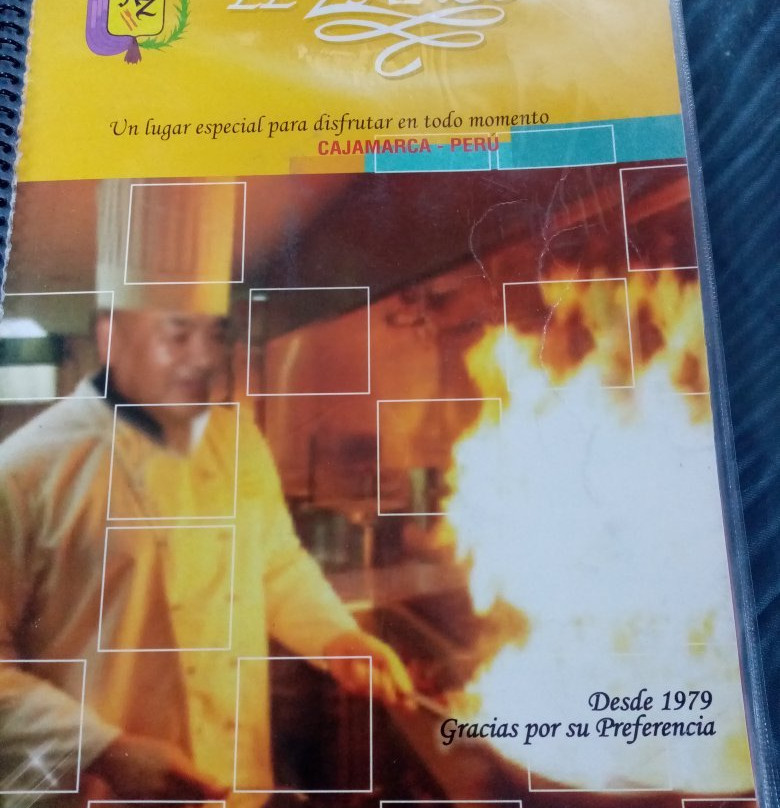 Un lugar especial para disfrutar en todo momento
CAJAMARCA - PERÚ
Desde 1979
Gracias por su Preferencia